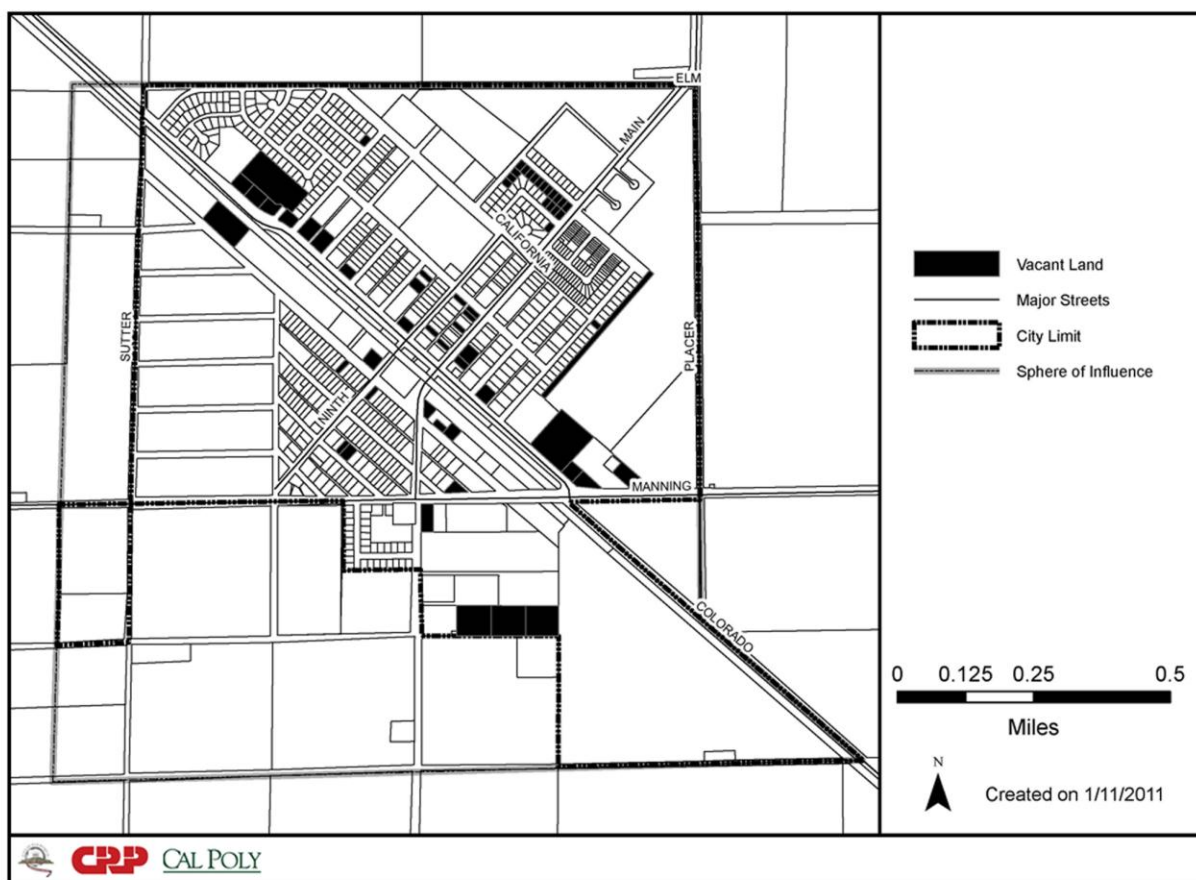 ELM
MAIN
CALIFORNIA
SUTTER
PLACER
NINTH
MANNING
COLORADO
Vacant Land
Major Streets
City Limit
Sphere of Influence
0 0.125 0.25 0.5
Miles
N
Created on 1/11/2011
CRP CAL POLY